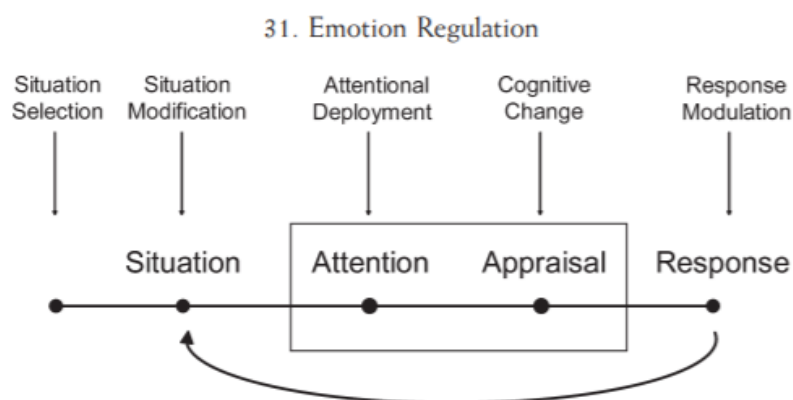 31. Emotion Regulation
Situation
Selection
Situation
Modification
Attentional
Deployment
Cognitive
Change
Response
Modulation
Situation
Attention
Appraisal
Response